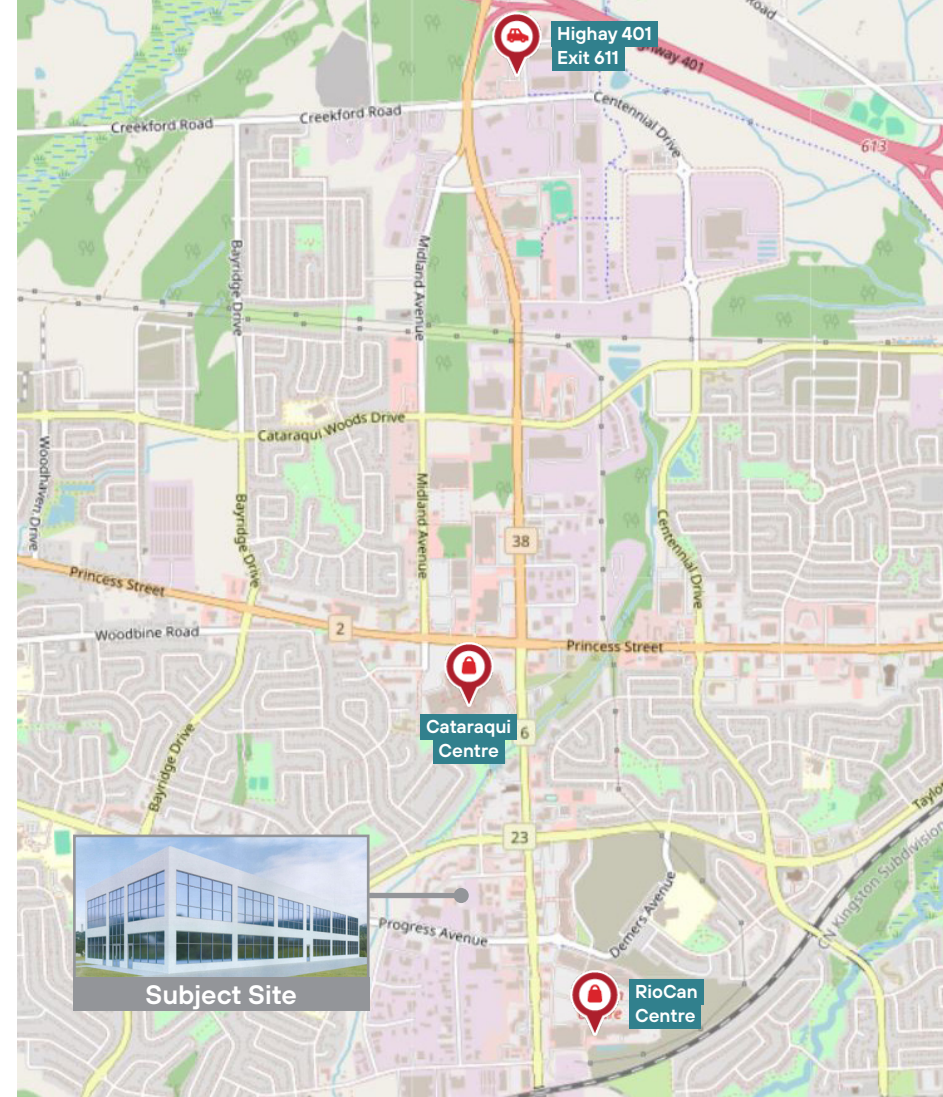 Road
Highay 401
Exit 611
Highway 401
Creekford Road
Creekford Road
Centennial Drive
613
Bayridge Drive
Midland Avenue
Cataraqui Woods Drive
Woodhaven Drive
Bayridge Drive
Midland Avenue
38
Centennial Drive
Princess Street
2
Woodbine Road
Princess Street
Cataraqui
Centre
6
Bayridge Drive
Taylo
23
CN Kingston Subdivision
Demers Avenue
Progress Avenue
Subject Site
RioCan
Centre